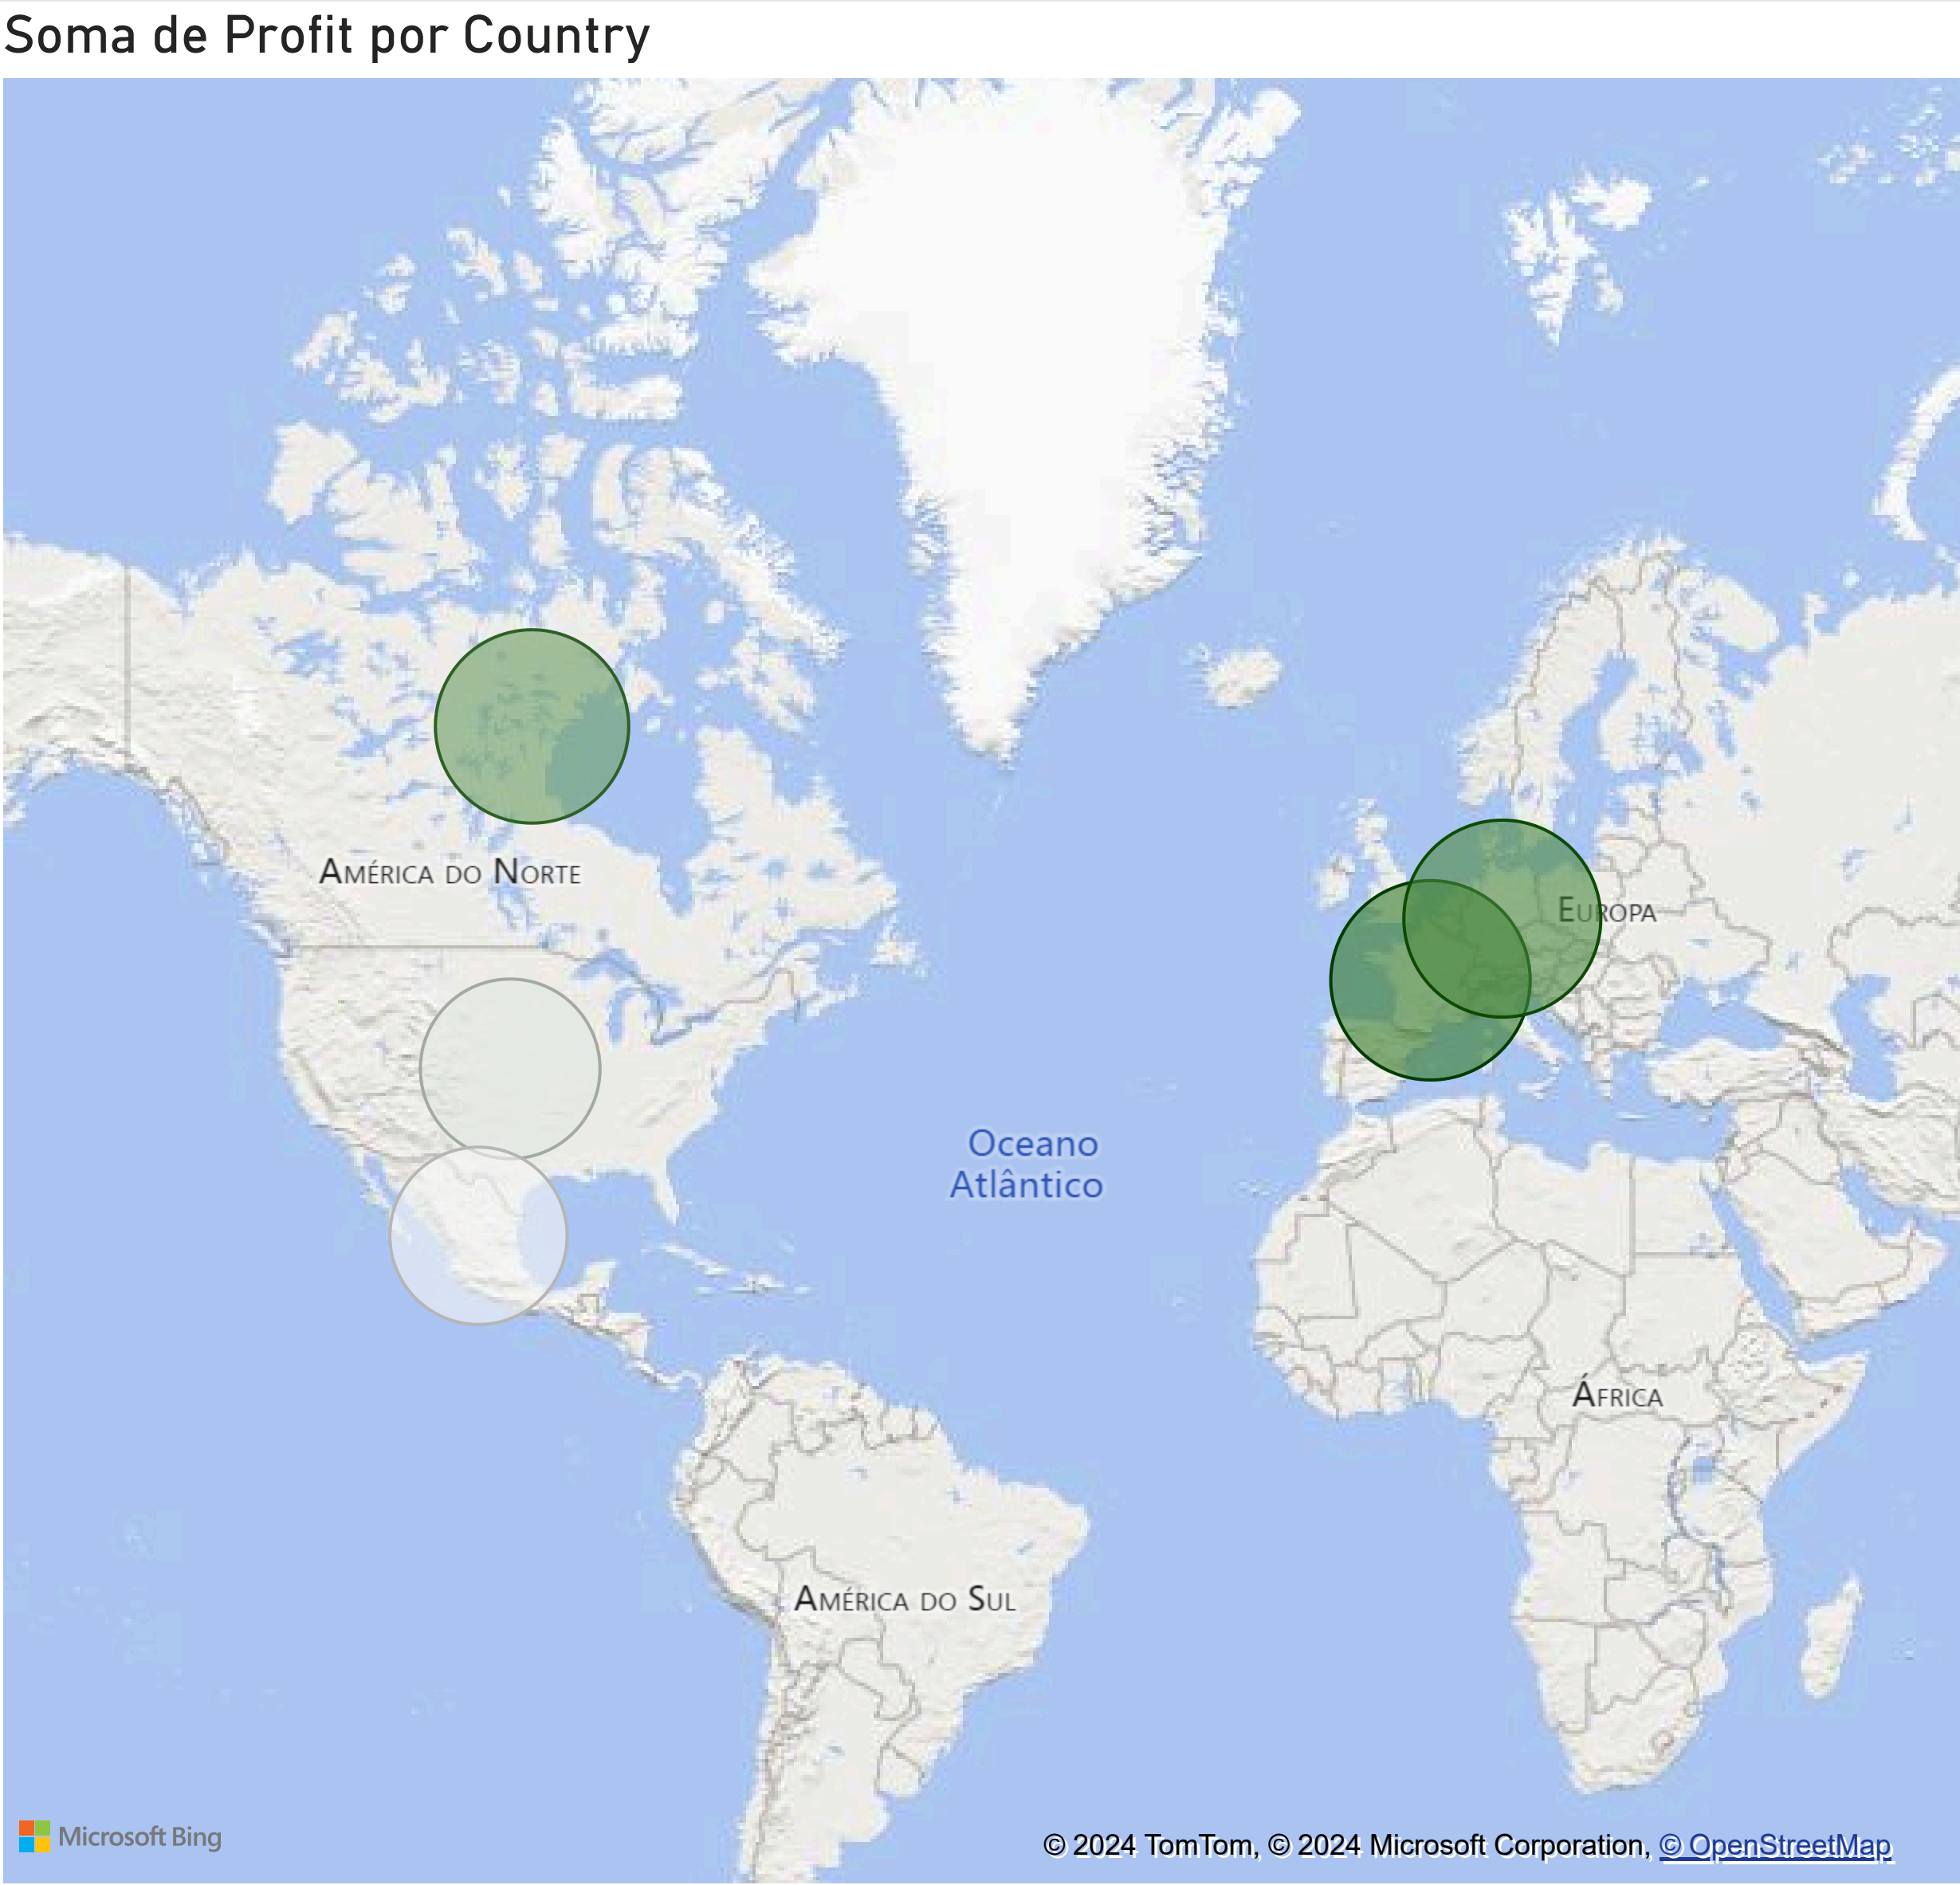 Soma de Profit por Country
AMÉRICA DO NORTE
EUROPA
Oceano
Atlântico
ÁFRICA
AMÉRICA DO SUL
Microsoft Bing
© 2024 TomTom, © 2024 Microsoft Corporation, © OpenStreetMap